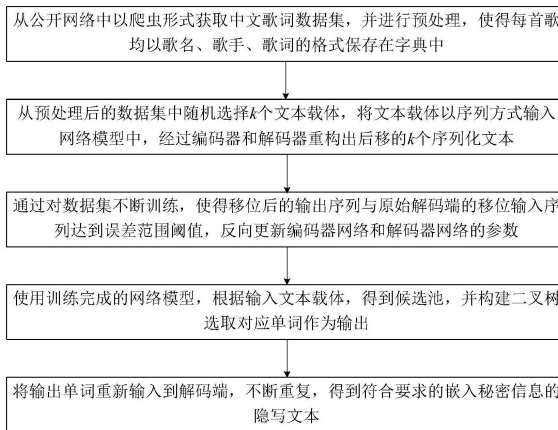 从公开网络中以爬虫形式获取中文歌词数据集，并进行预处理，使得每首歌
均以歌名、歌手、歌词的格式保存在字典中
从预处理后的数据集中随机选择k个文本载体，将文本载体以序列方式输入
网络模型中，经过编码器和解码器重构出后移的k个序列化文本
通过对数据集不断训练，使得移位后的输出序列与原始解码端的移位输入序
列达到误差范围阈值，反向更新编码器网络和解码器网络的参数
使用训练完成的网络模型，根据输入文本载体，得到候选池，并构建二叉树
选取对应单词作为输出
将输出单词重新输入到解码端，不断重复，得到符合要求的嵌入秘密信息的
隐写文本